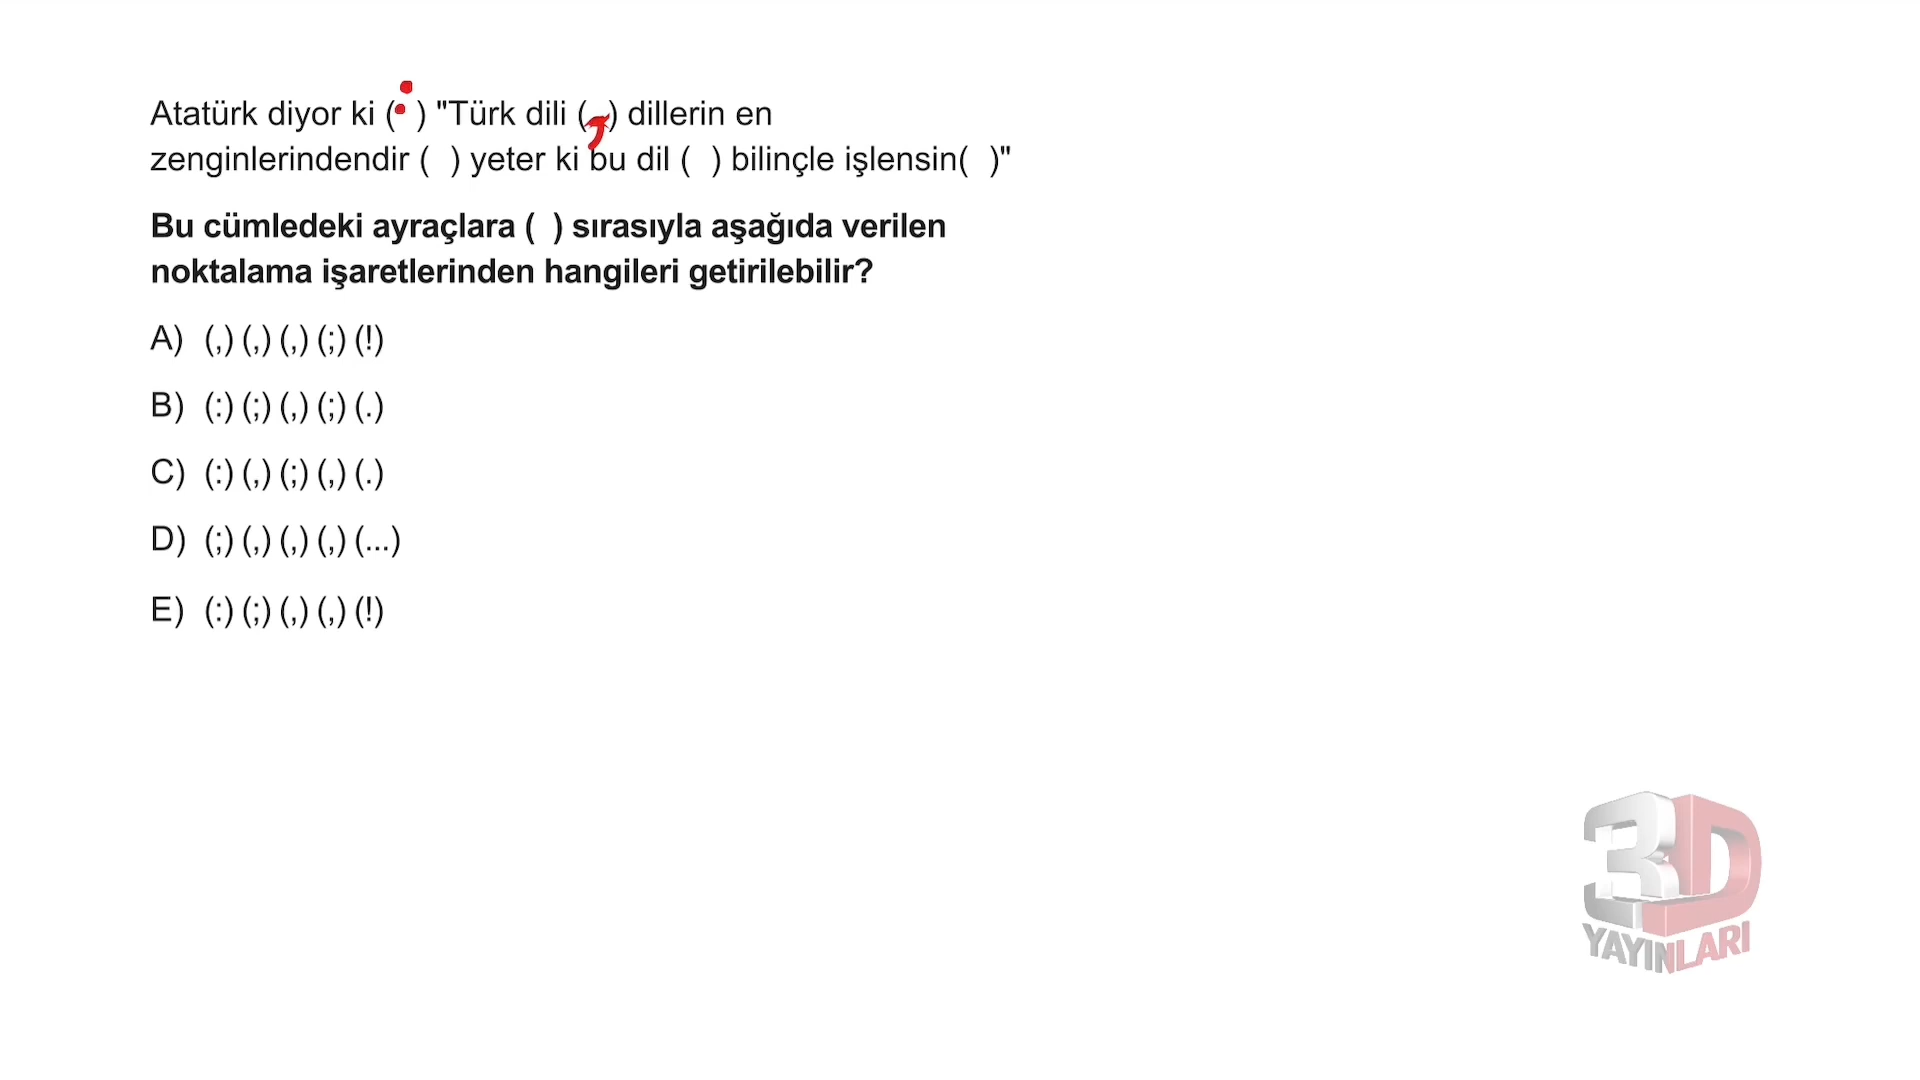 Atatürk diyor ki (:) "Türk dili (,) dillerin en
zenginlerindendir ( ) yeter ki bu dil ( ) bilinçle işlensin( )"
Bu cümledeki ayraçlara ( ) sırasıyla aşağıda verilen
noktalama işaretlerinden hangileri getirilebilir?
A) (,) (,) (,) (;) (!)
B) (:) (;) (,) (;) (.)
C) (:) (,) (;) (,) (.)
D) (;) (,) (,) (,) (...)
E) (:) (;) (,) (,) (!)
3D
YAYINLARI